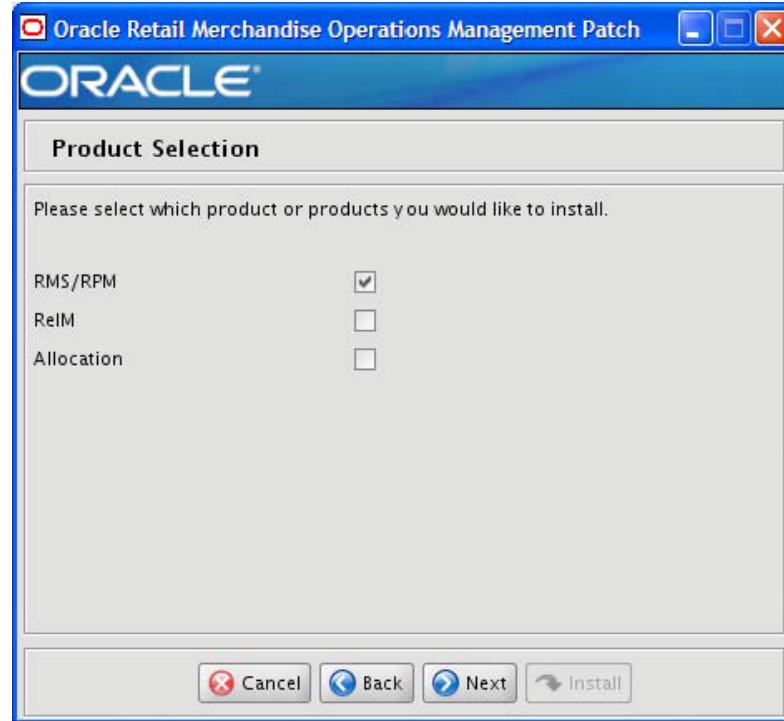 Oracle Retail Merchandise Operations Management Patch
ORACLE
Product Selection
Please select which product or products you would like to install.
RMS/RPM
ReIM
Allocation
Cancel Back Next Install